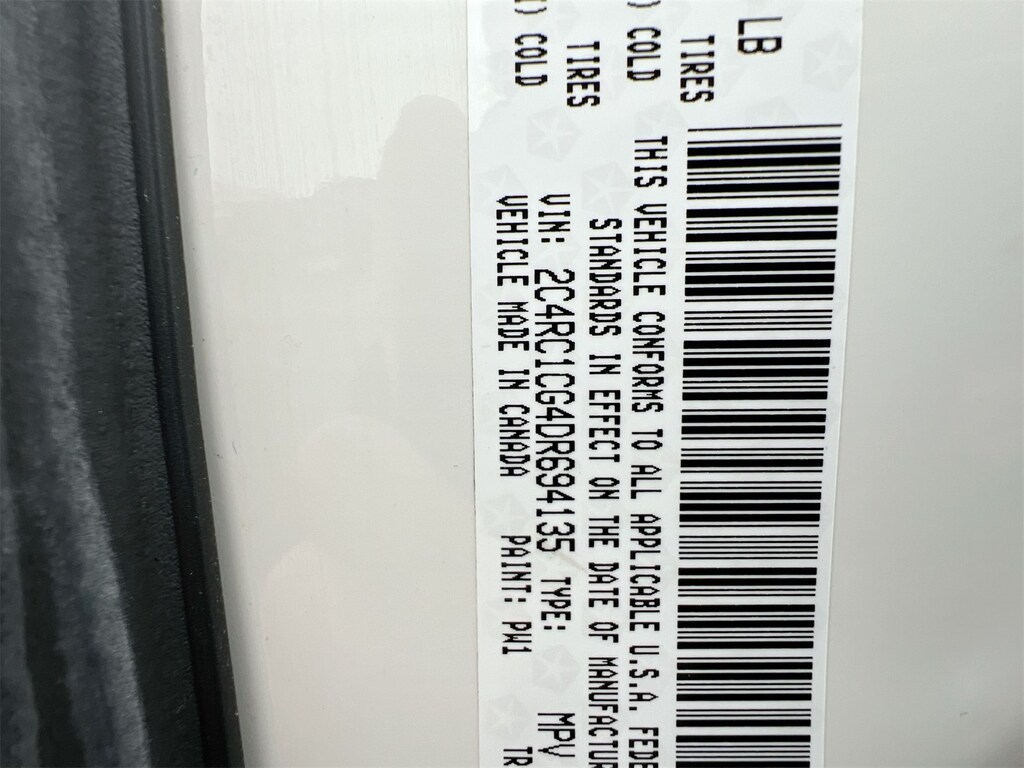 LB
TIRES
) COLD
TIRES
) COLD
THIS VEHICLE CONFORMS TO ALL APPLICABLE U.S.A. FEDE
STANDARDS IN EFFECT ON THE DATE OF MANUFACTUR
VIN: 2C4RC1CG4DR694135 TYPE: MPV
VEHICLE MADE IN CANADA PAINT: PW1 TR